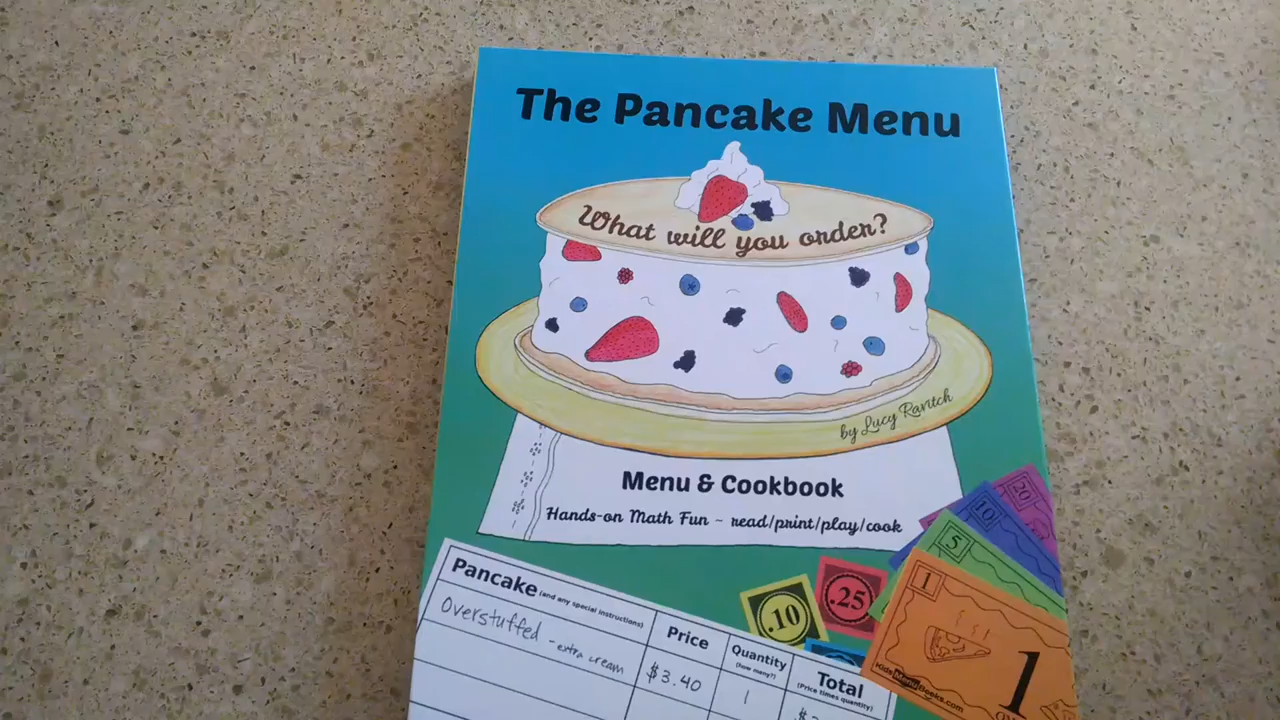 The Pancake Menu
What will you order?
by Lucy Ravitch
Menu & Cookbook
Hands-on Math Fun ~ read/print/play/cook
20
10
5
1
.10
.25
1
KidsMenuBooks.com
Pancake (and any special instructions)
Price
Quantity
(how many?)
Total
(Price times quantity)
Overstuffed - extra cream
$3.40
1